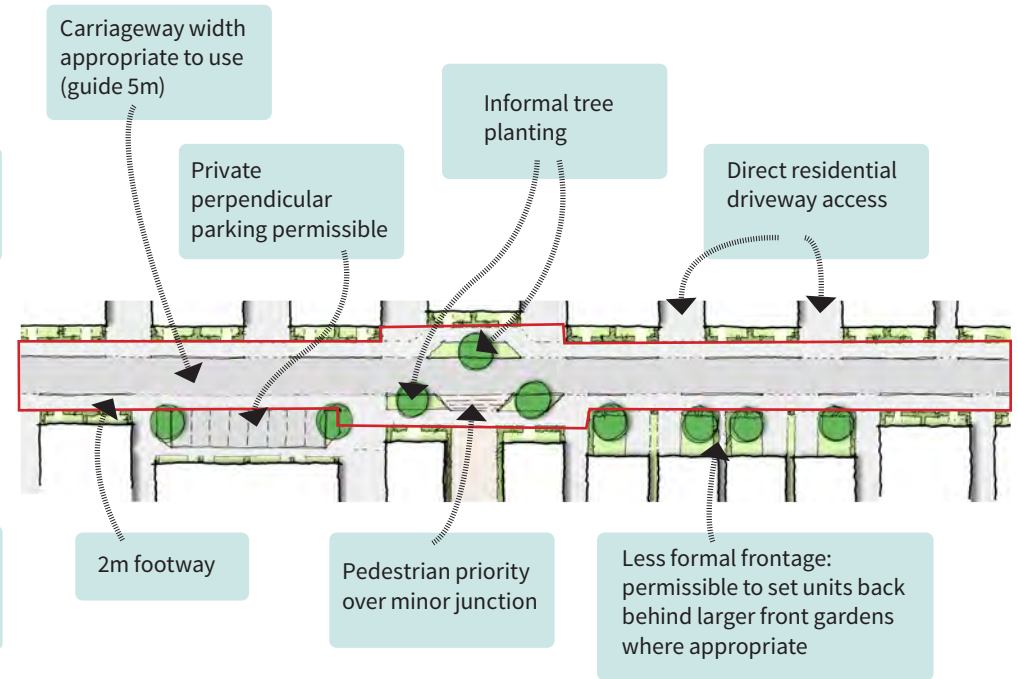 Carriageway width
appropriate to use
(guide 5m)
Informal tree
planting
Private
perpendicular
parking permissible
Direct residential
driveway access
2m footway
Pedestrian priority
over minor junction
Less formal frontage:
permissible to set units back
behind larger front gardens
where appropriate